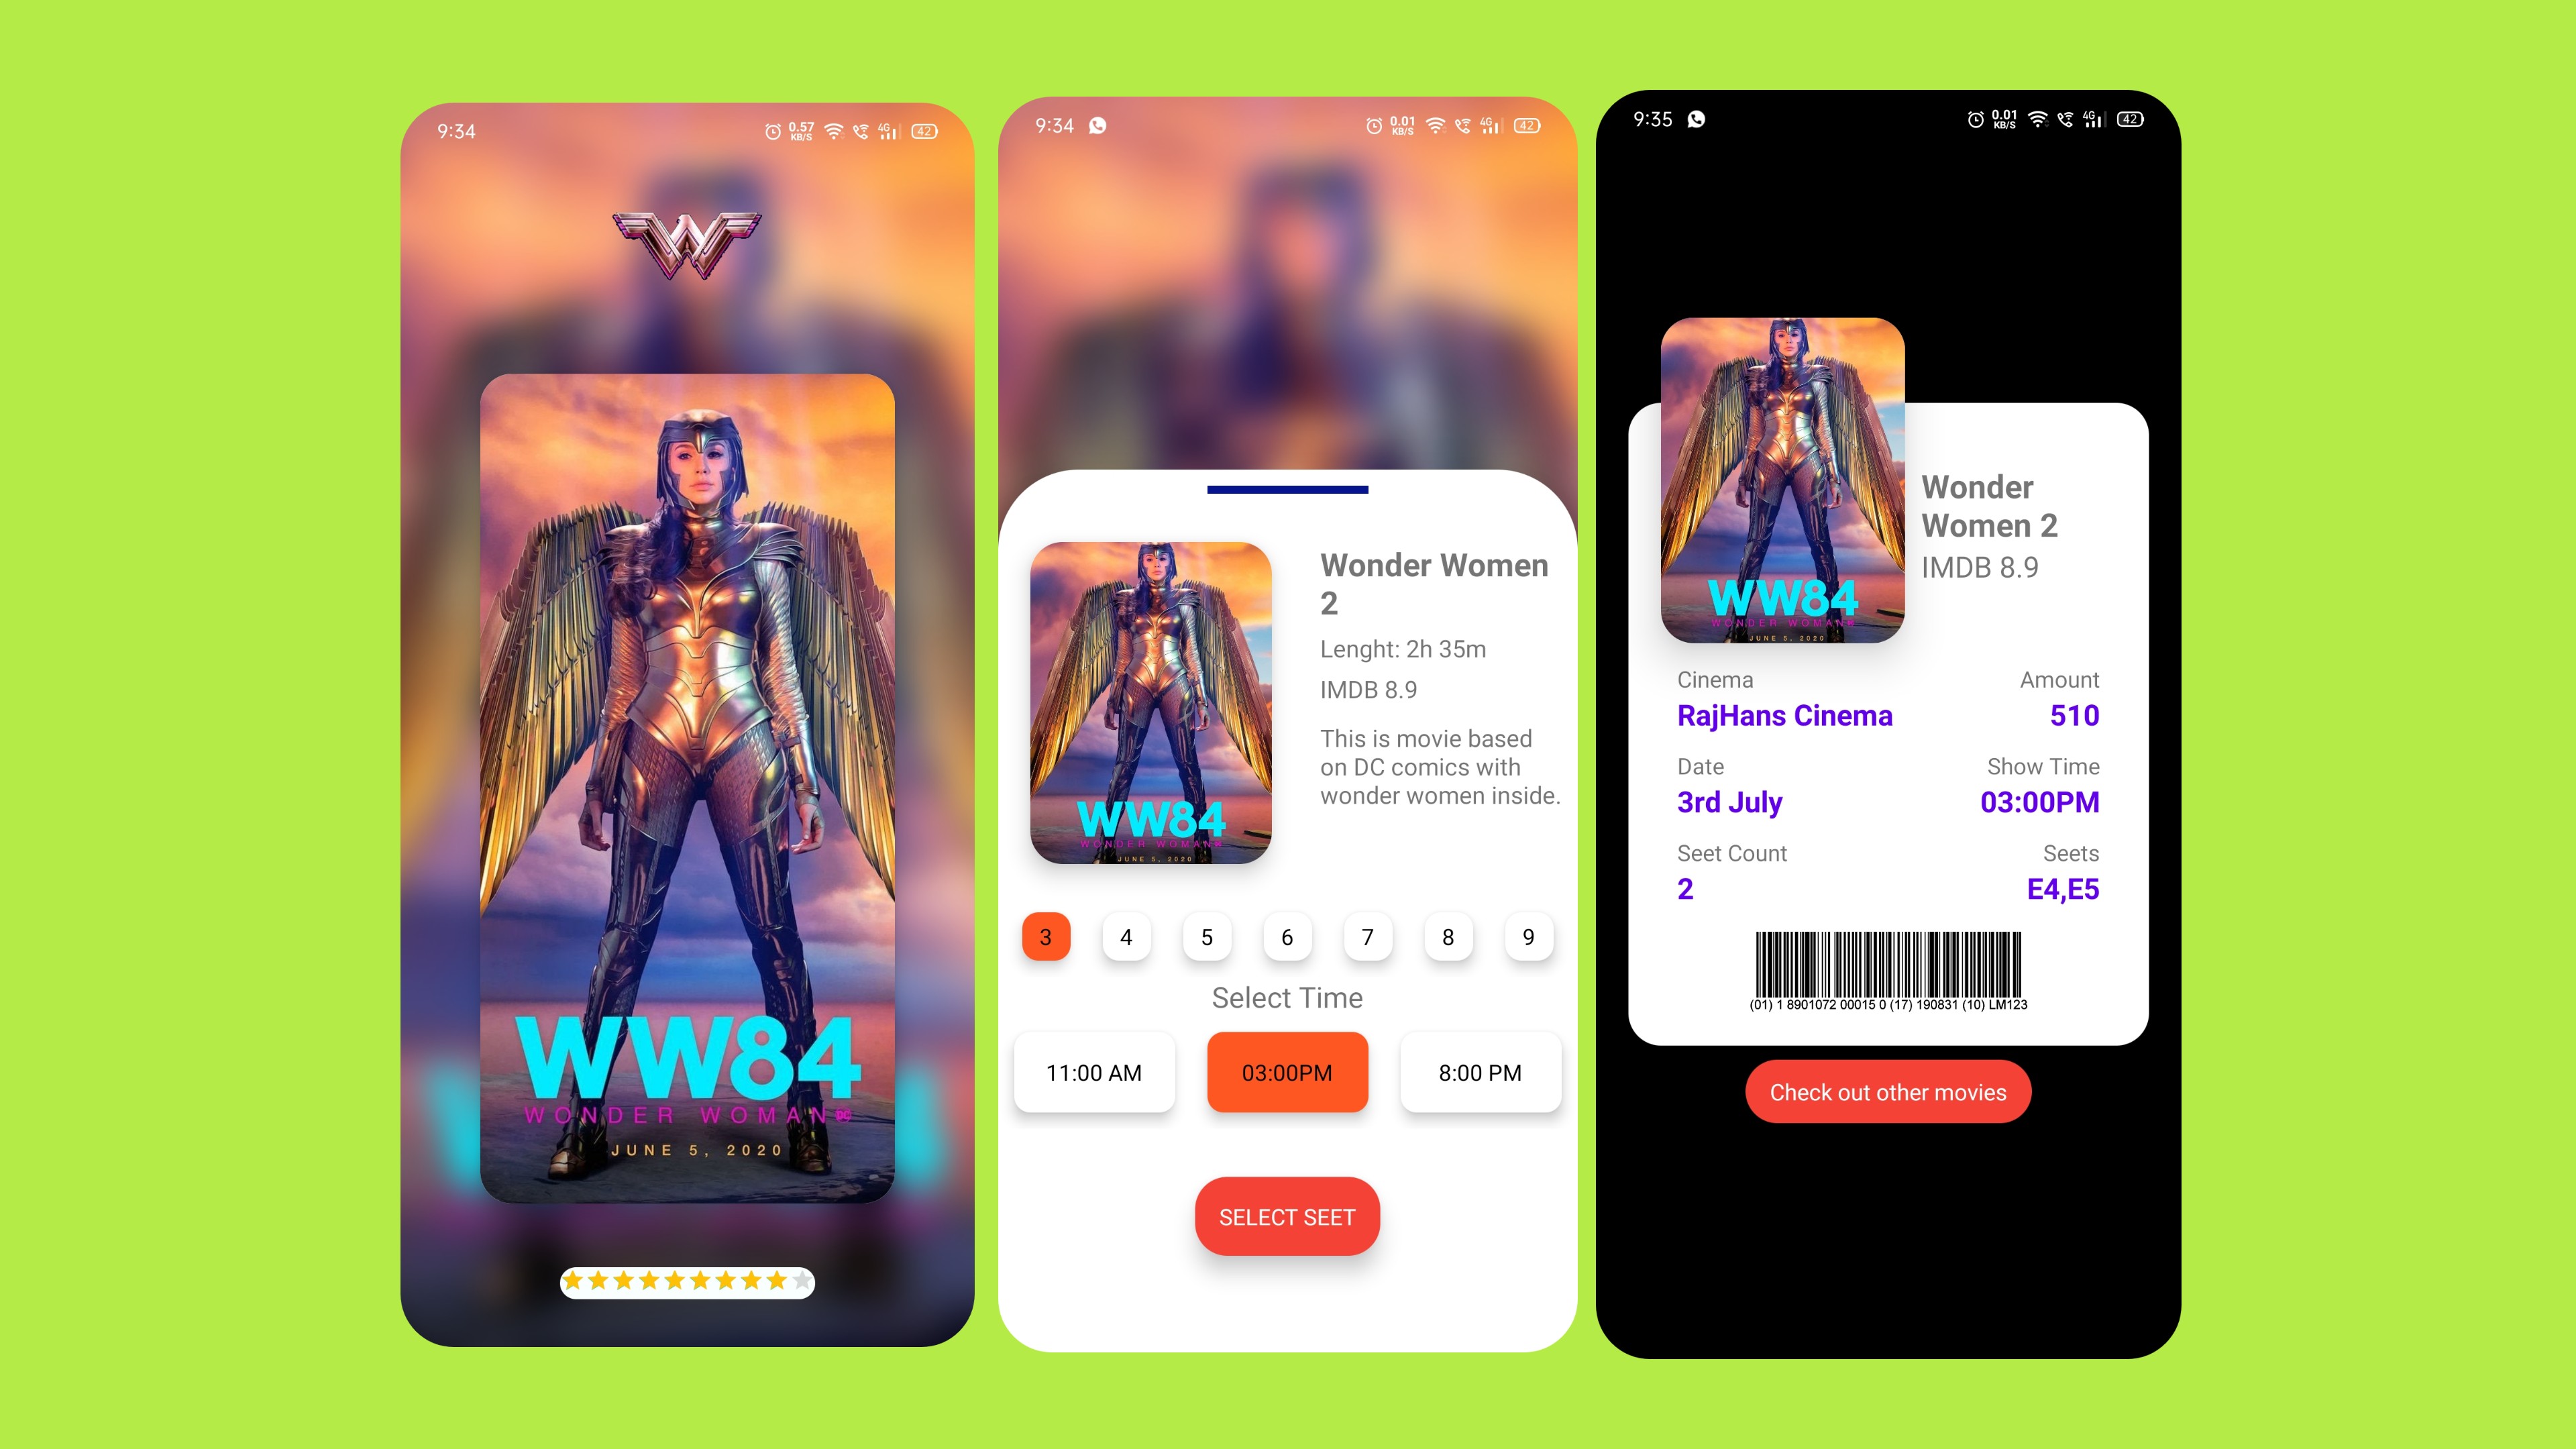 9:34
0.57
KB/S
4G
42
WW84
WONDER WOMAN DC
JUNE 5, 2020
9:34
0.01
KB/S
4G
42
Wonder Women
2
Lenght: 2h 35m
IMDB 8.9
This is movie based
on DC comics with
wonder women inside.
WW84
WONDER WOMAN
JUNE 5, 2020
3 4 5 6 7 8 9
Select Time
11:00 AM 03:00PM 8:00 PM
SELECT SEET
9:35
0.01
KB/S
4G
42
Wonder
Women 2
IMDB 8.9
WW84
WONDER WOMAN
JUNE 5, 2020
Cinema Amount
RajHans Cinema 510
Date Show Time
3rd July 03:00PM
Seet Count Seets
2 E4,E5
(01) 1 8901072 00015 0 (17) 190831 (10) LM123
Check out other movies